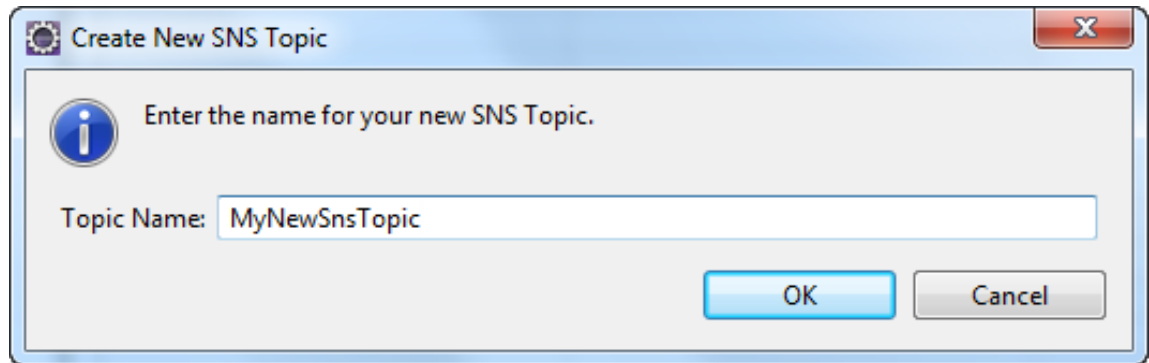 Create New SNS Topic
Enter the name for your new SNS Topic.
Topic Name: MyNewSnsTopic
OK Cancel